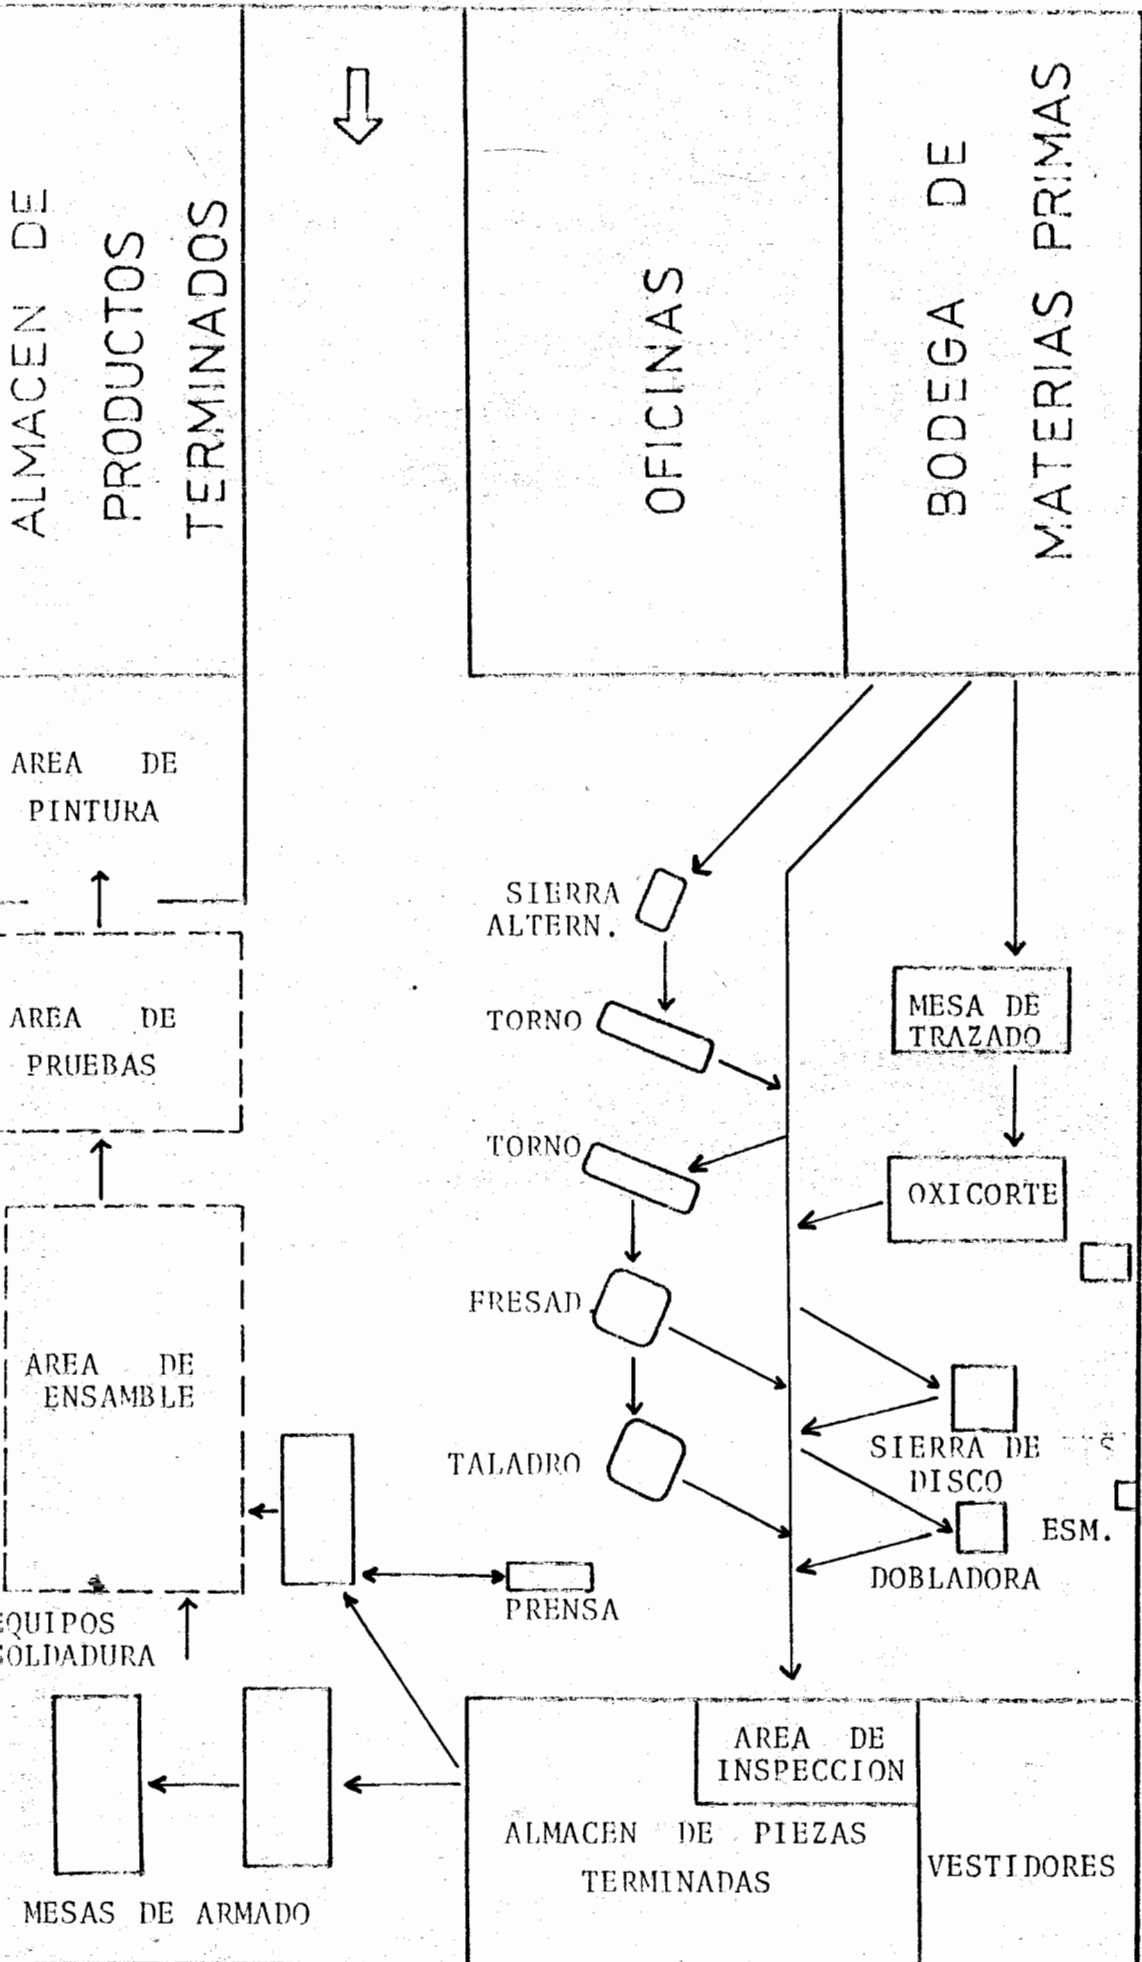 ALMACEN DE
PRODUCTOS
TERMINADOS
OFICINAS
BODEGA DE
MATERIAS PRIMAS
AREA DE
PINTURA
SIERRA
ALTERN.
TORNO
MESA DE
TRAZADO
AREA DE
PRUEBAS
TORNO
OXICORTE
FRESAD.
AREA DE
ENSAMBLE
TALADRO
SIERRA DE
DISCO
ESM.
DOBLADORA
PRENSA
EQUIPOS
SOLDADURA
AREA DE
INSPECCION
ALMACEN DE PIEZAS
TERMINADAS
VESTIDORES
MESAS DE ARMADO